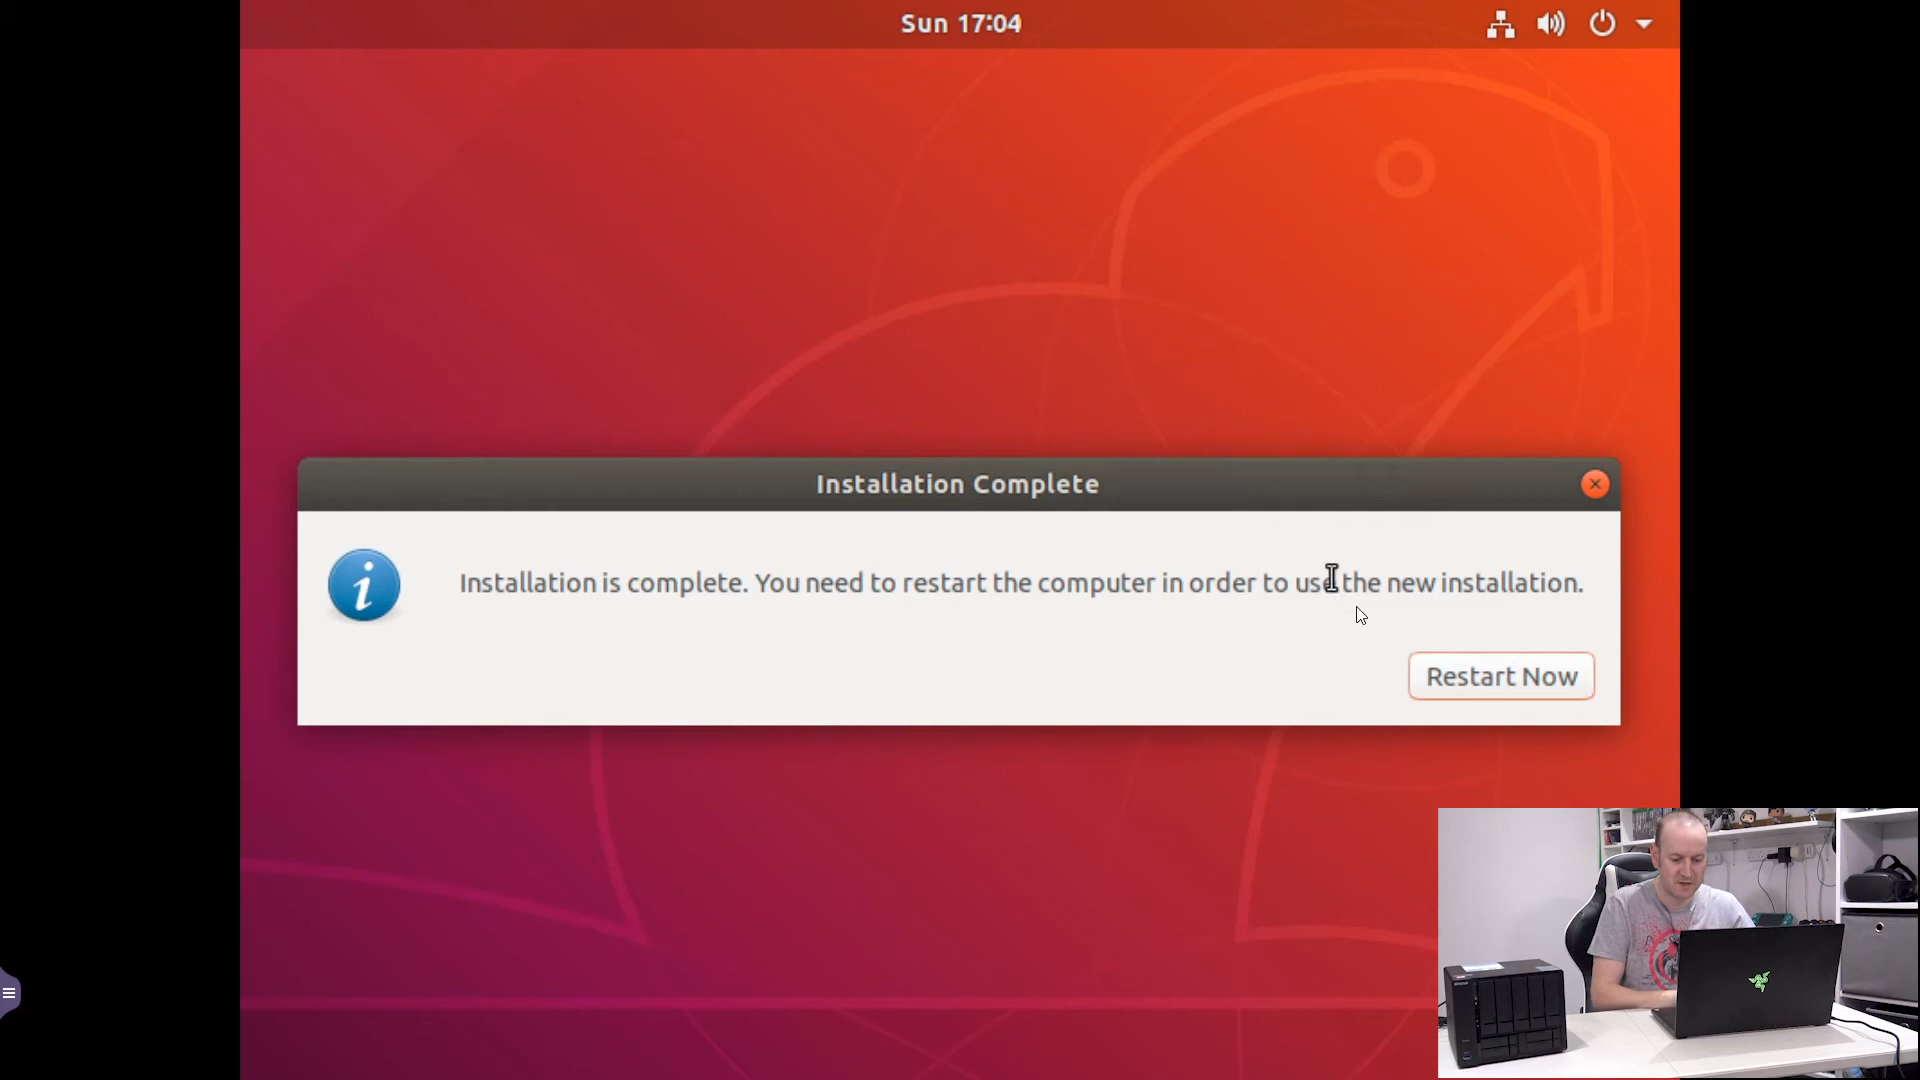 Sun 17:04
Installation Complete
Installation is complete. You need to restart the computer in order to use the new installation.
Restart Now